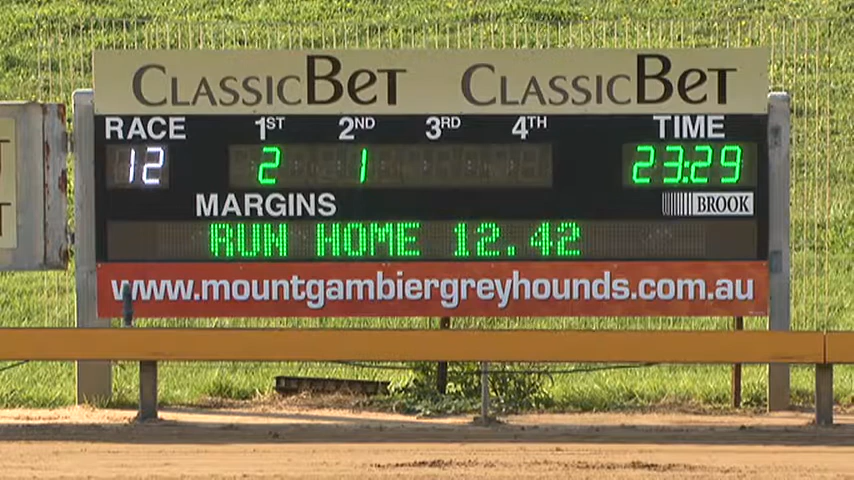 CLASSICBET CLASSICBET
RACE 1ST 2ND 3RD 4TH TIME
12 2 1 23:29
MARGINS BROOK
RUN HOME 12.42
www.mountgambiergreyhounds.com.au